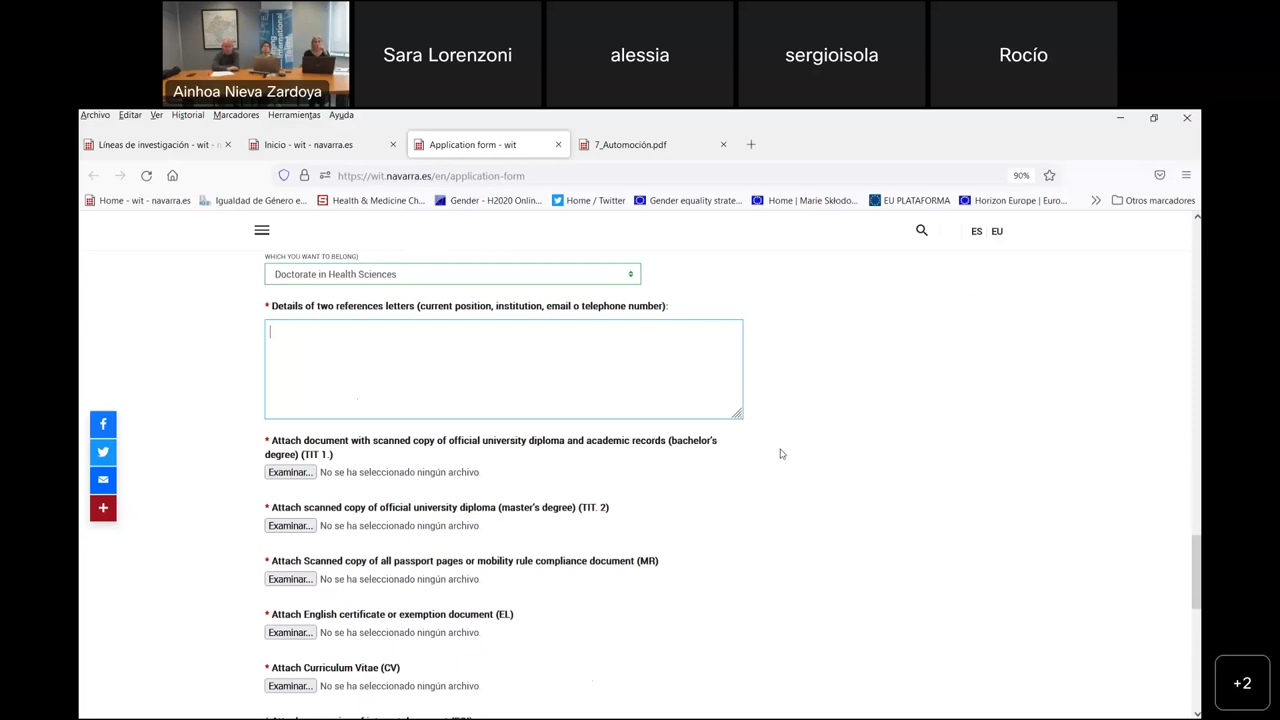 Sara Lorenzoni
alessia
sergioisola
Rocío
Ainhoa Nieva Zardoya
Archivo Editar Ver Historial Marcadores Herramientas Ayuda
Líneas de investigación - wit - n
Inicio - wit - navarra.es
Application form - wit
7_Automoción.pdf
https://wit.navarra.es/en/application-form
90%
Home - wit - navarra.es
Igualdad de Género e...
Health & Medicine Ch...
Gender - H2020 Onlin...
Home / Twitter
Gender equality strate...
Home | Marie Skłodo...
EU PLATAFORMA
Horizon Europe | Euro...
Otros marcadores
ES EU
WHICH YOU WANT TO BELONG)
Doctorate in Health Sciences
* Details of two references letters (current position, institution, email o telephone number):
* Attach document with scanned copy of official university diploma and academic records (bachelor's
degree) (TIT 1.)
Examinar... No se ha seleccionado ningún archivo
* Attach scanned copy of official university diploma (master's degree) (TIT. 2)
Examinar... No se ha seleccionado ningún archivo
* Attach Scanned copy of all passport pages or mobility rule compliance document (MR)
Examinar... No se ha seleccionado ningún archivo
* Attach English certificate or exemption document (EL)
Examinar... No se ha seleccionado ningún archivo
* Attach Curriculum Vitae (CV)
Examinar... No se ha seleccionado ningún archivo
+2